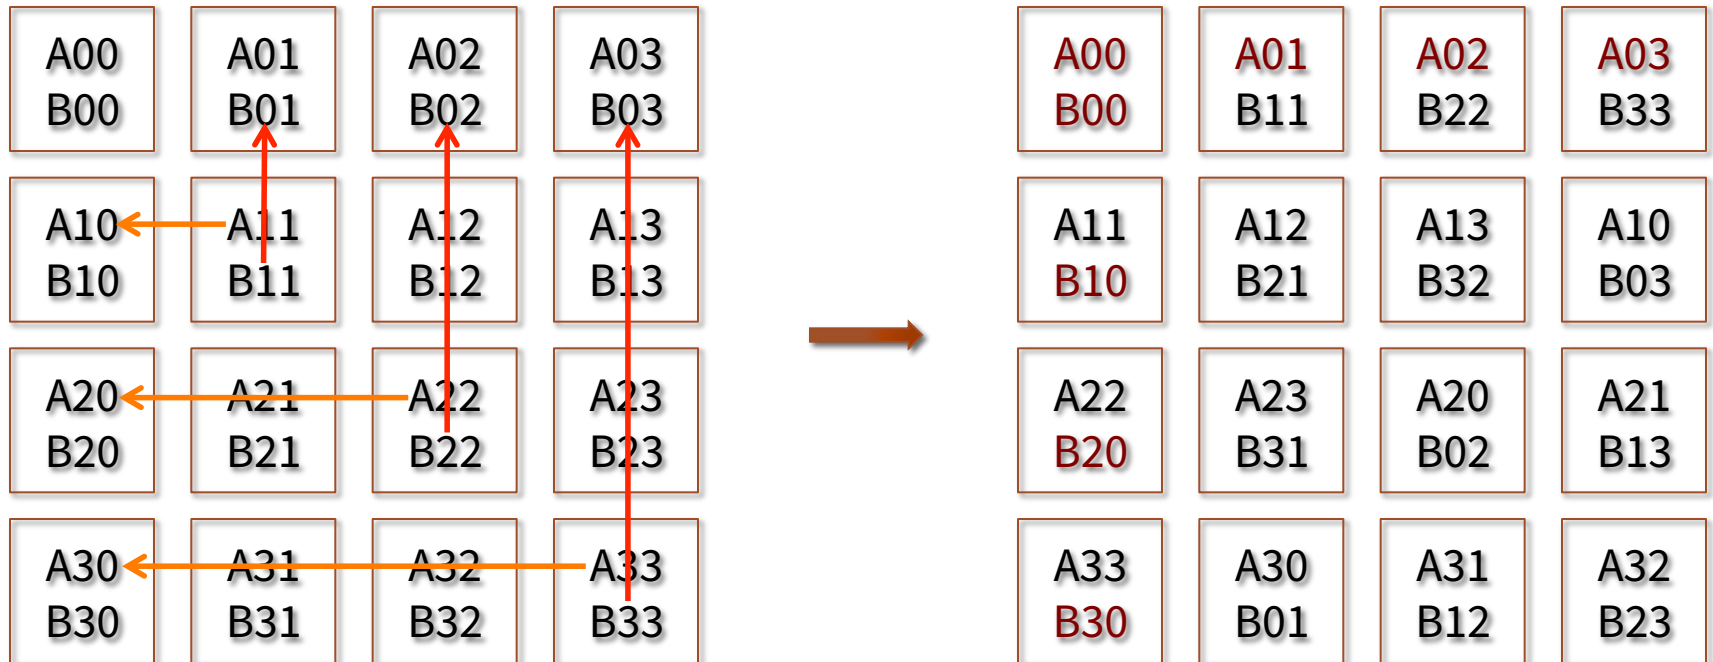 A00 A01 A02 A03 A00 A01 A02 A03
B00 B01 B02 B03 B00 B11 B22 B33
A10 A11 A12 A13 A11 A12 A13 A10
B10 B11 B12 B13 B10 B21 B32 B03
A20 A21 A22 A23 A22 A23 A20 A21
B20 B21 B22 B23 B20 B31 B02 B13
A30 A31 A32 A33 A33 A30 A31 A32
B30 B31 B32 B33 B30 B01 B12 B23